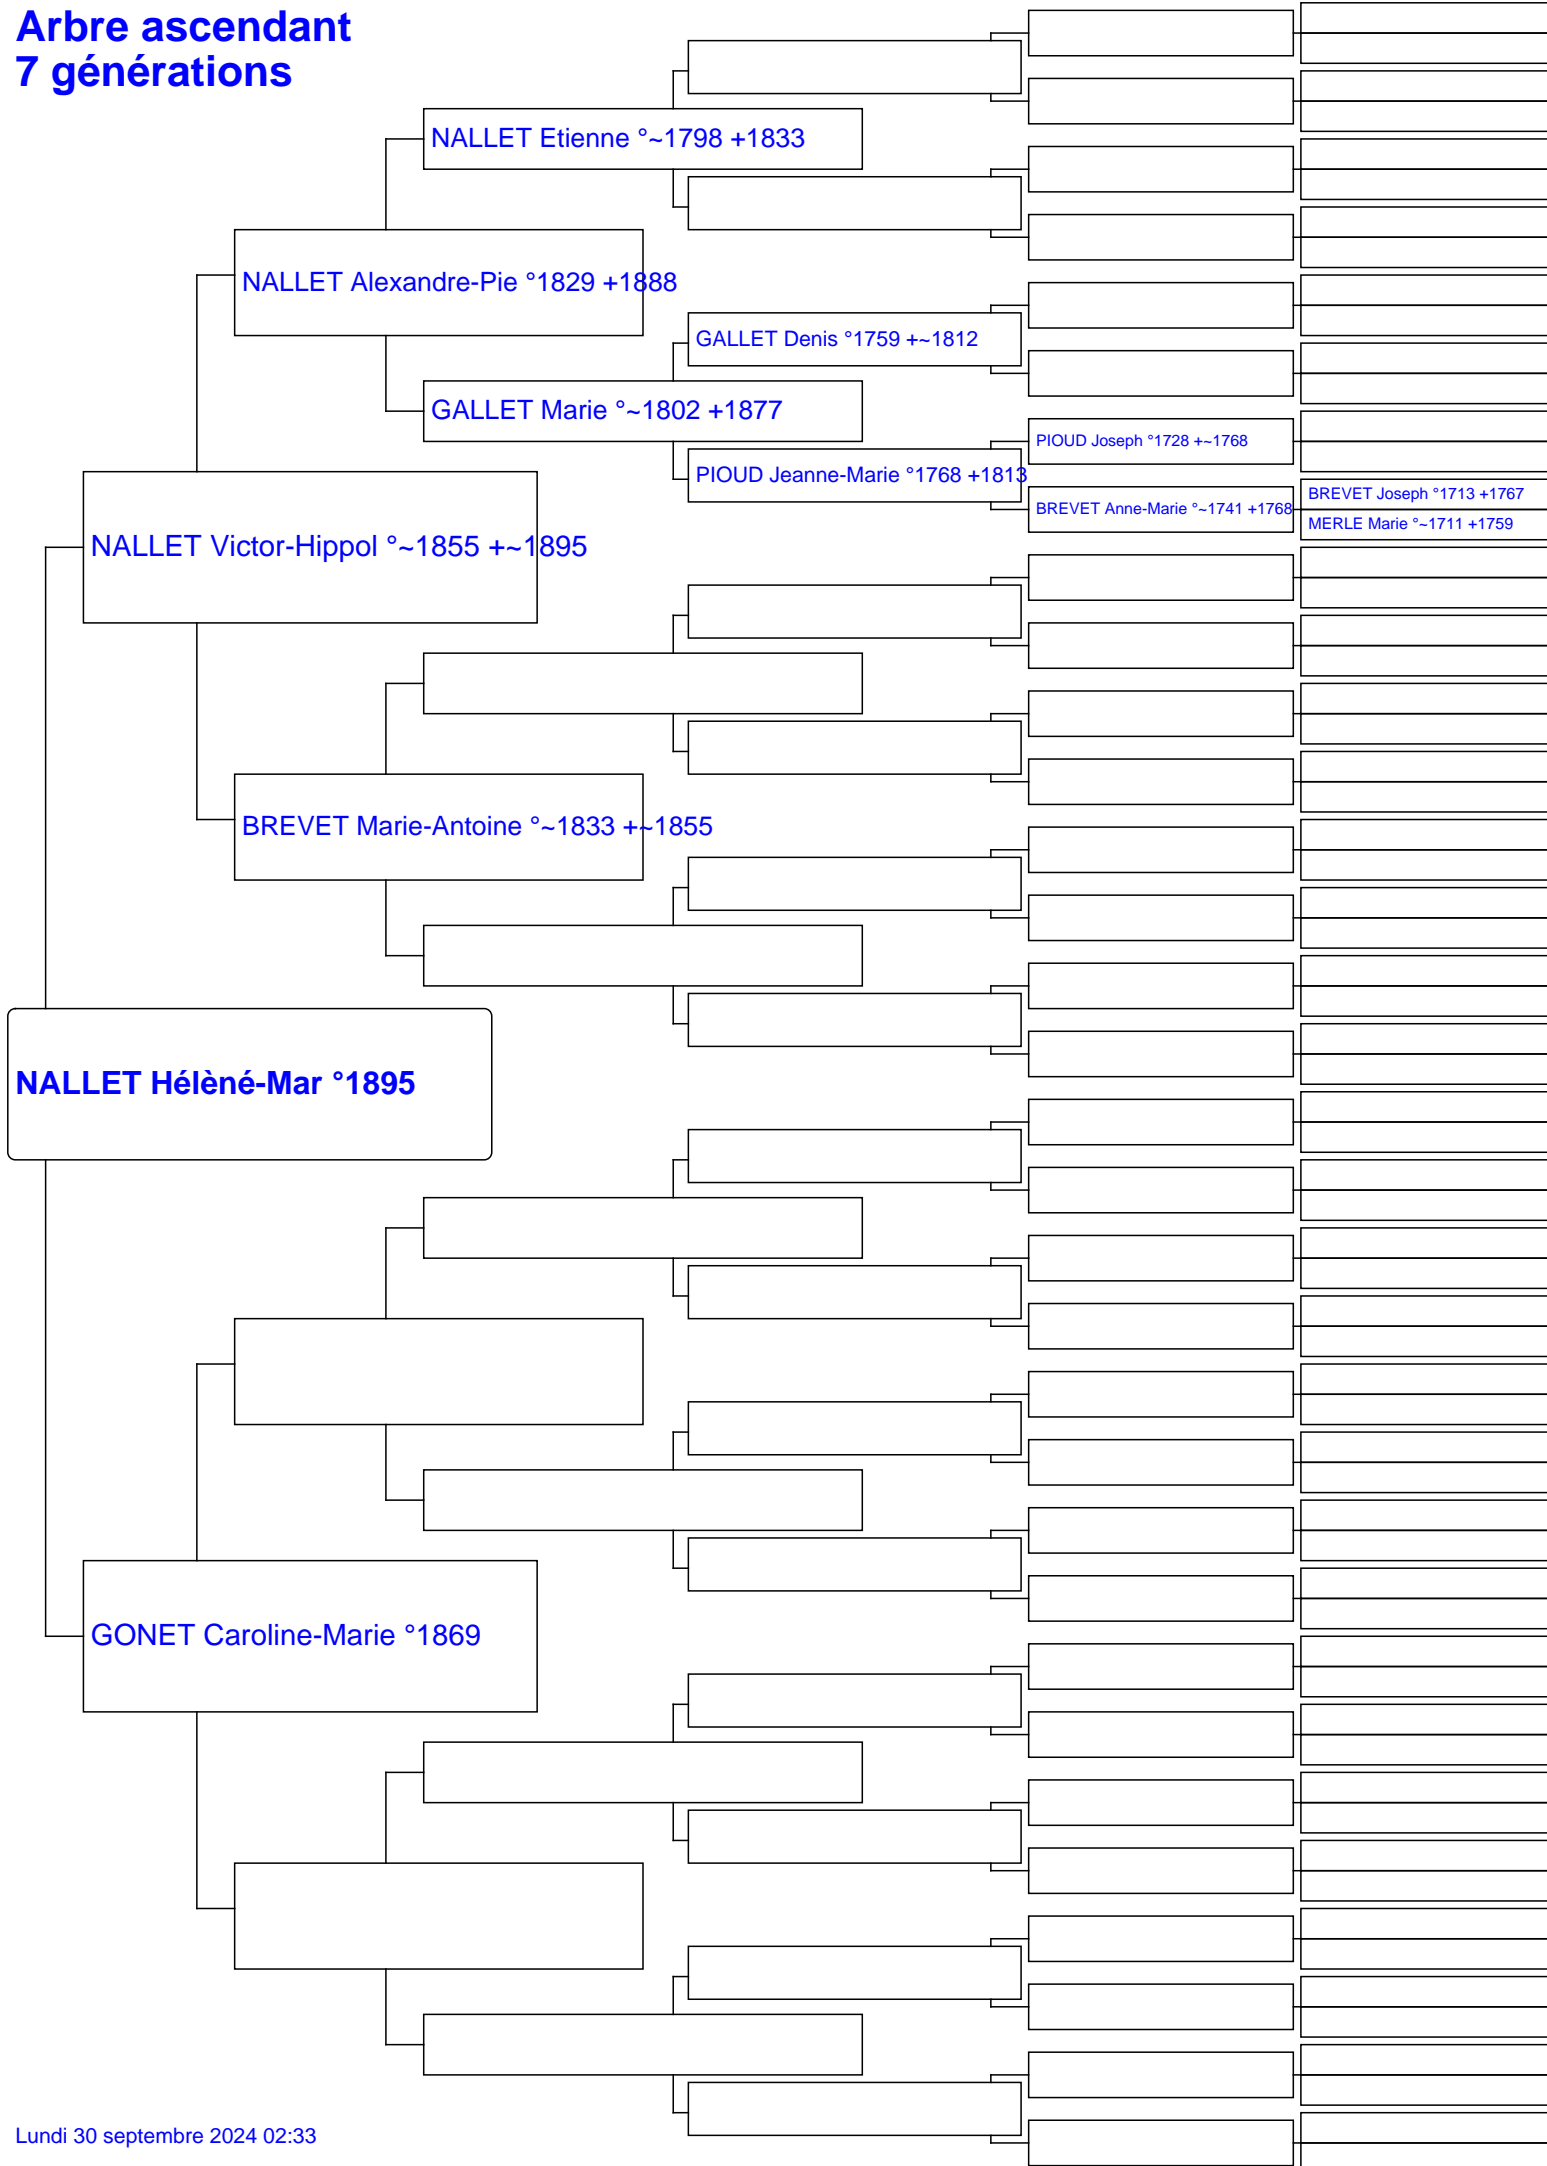 Arbre ascendant
7 générations
NALLET Etienne °~1798 +1833
NALLET Alexandre-Pie °1829 +1888
GALLET Denis °1759 +~1812
GALLET Marie °~1802 +1877
PIOUD Joseph °1728 +~1768
PIOUD Jeanne-Marie °1768 +1813
BREVET Joseph °1713 +1767
BREVET Anne-Marie °~1741 +1768
MERLE Marie °~1711 +1759
NALLET Victor-Hippol °~1855 +~1895
BREVET Marie-Antoine °~1833 +~1855
NALLET Hélèné-Mar °1895
GONET Caroline-Marie °1869
Lundi 30 septembre 2024 02:33